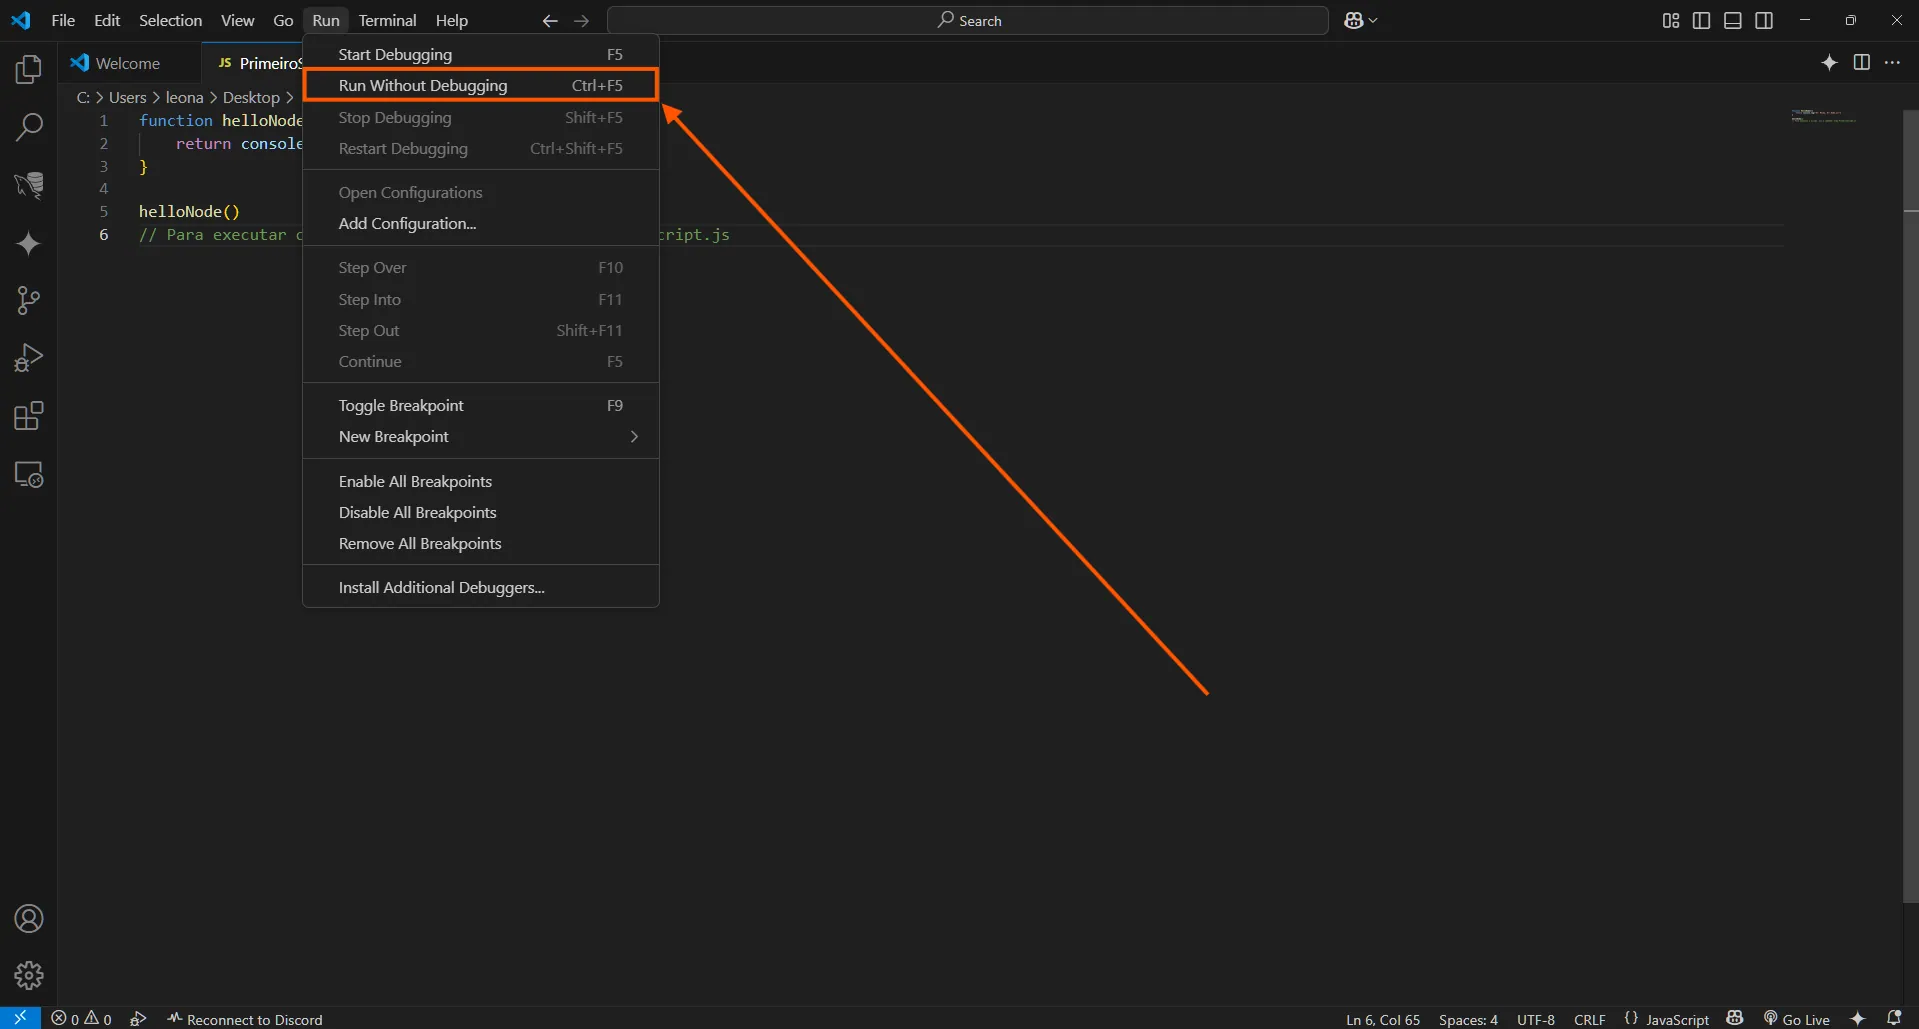 File Edit Selection View Go Run Terminal Help Search
Welcome JS PrimeiroS
C: > Users > leona > Desktop >
1 function helloNode
2 return console
3 }
4
5 helloNode()
6 // Para executar c cript.js
Start Debugging F5
Run Without Debugging Ctrl+F5
Stop Debugging Shift+F5
Restart Debugging Ctrl+Shift+F5
Open Configurations
Add Configuration...
Step Over F10
Step Into F11
Step Out Shift+F11
Continue F5
Toggle Breakpoint F9
New Breakpoint >
Enable All Breakpoints
Disable All Breakpoints
Remove All Breakpoints
Install Additional Debuggers...
0 0 Reconnect to Discord Ln 6, Col 65 Spaces: 4 UTF-8 CRLF {} JavaScript Go Live